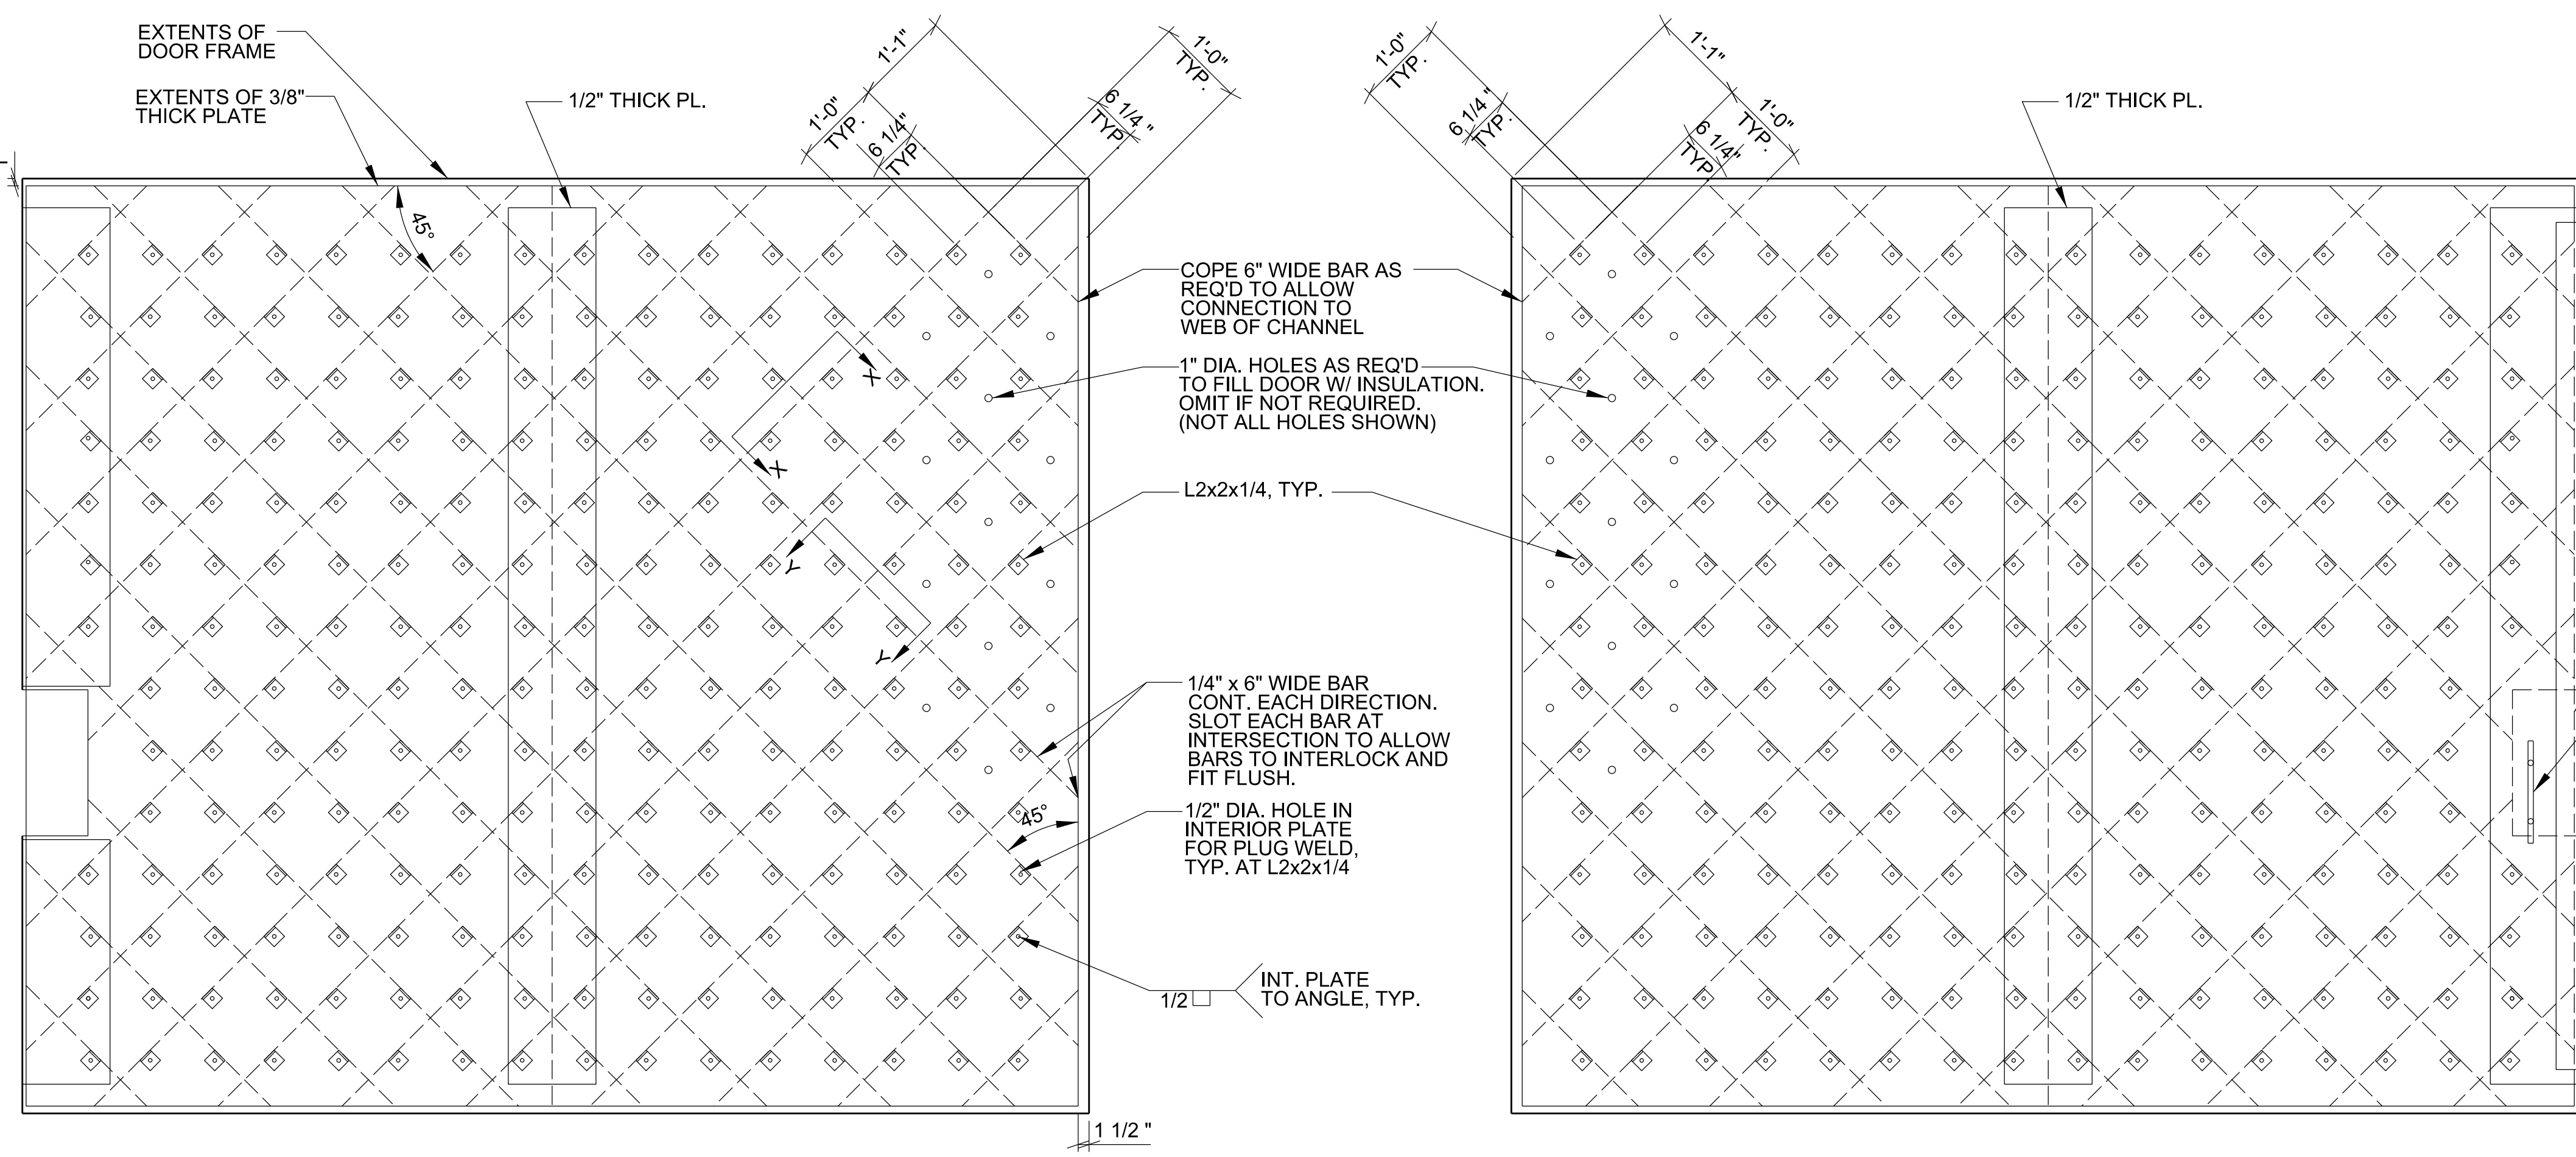 EXTENTS OF
DOOR FRAME
EXTENTS OF 3/8"
THICK PLATE
1/2" THICK PL.
1'-1"
1'-0"
TYP.
6 1/4"
TYP.
1'-0"
TYP.
6 1/4 "
TYP.
1'-0"
TYP.
6 1/4 "
TYP.
1'-1"
1'-0"
TYP.
6 1/4"
TYP.
1/2" THICK PL.
45°
COPE 6" WIDE BAR AS
REQ'D TO ALLOW
CONNECTION TO
WEB OF CHANNEL
1" DIA. HOLES AS REQ'D
TO FILL DOOR W/ INSULATION.
OMIT IF NOT REQUIRED.
(NOT ALL HOLES SHOWN)
X
X
L2x2x1/4, TYP.
Y
Y
1/4" x 6" WIDE BAR
CONT. EACH DIRECTION.
SLOT EACH BAR AT
INTERSECTION TO ALLOW
BARS TO INTERLOCK AND
FIT FLUSH.
45°
1/2" DIA. HOLE IN
INTERIOR PLATE
FOR PLUG WELD,
TYP. AT L2x2x1/4
1/2
INT. PLATE
TO ANGLE, TYP.
1 1/2 "